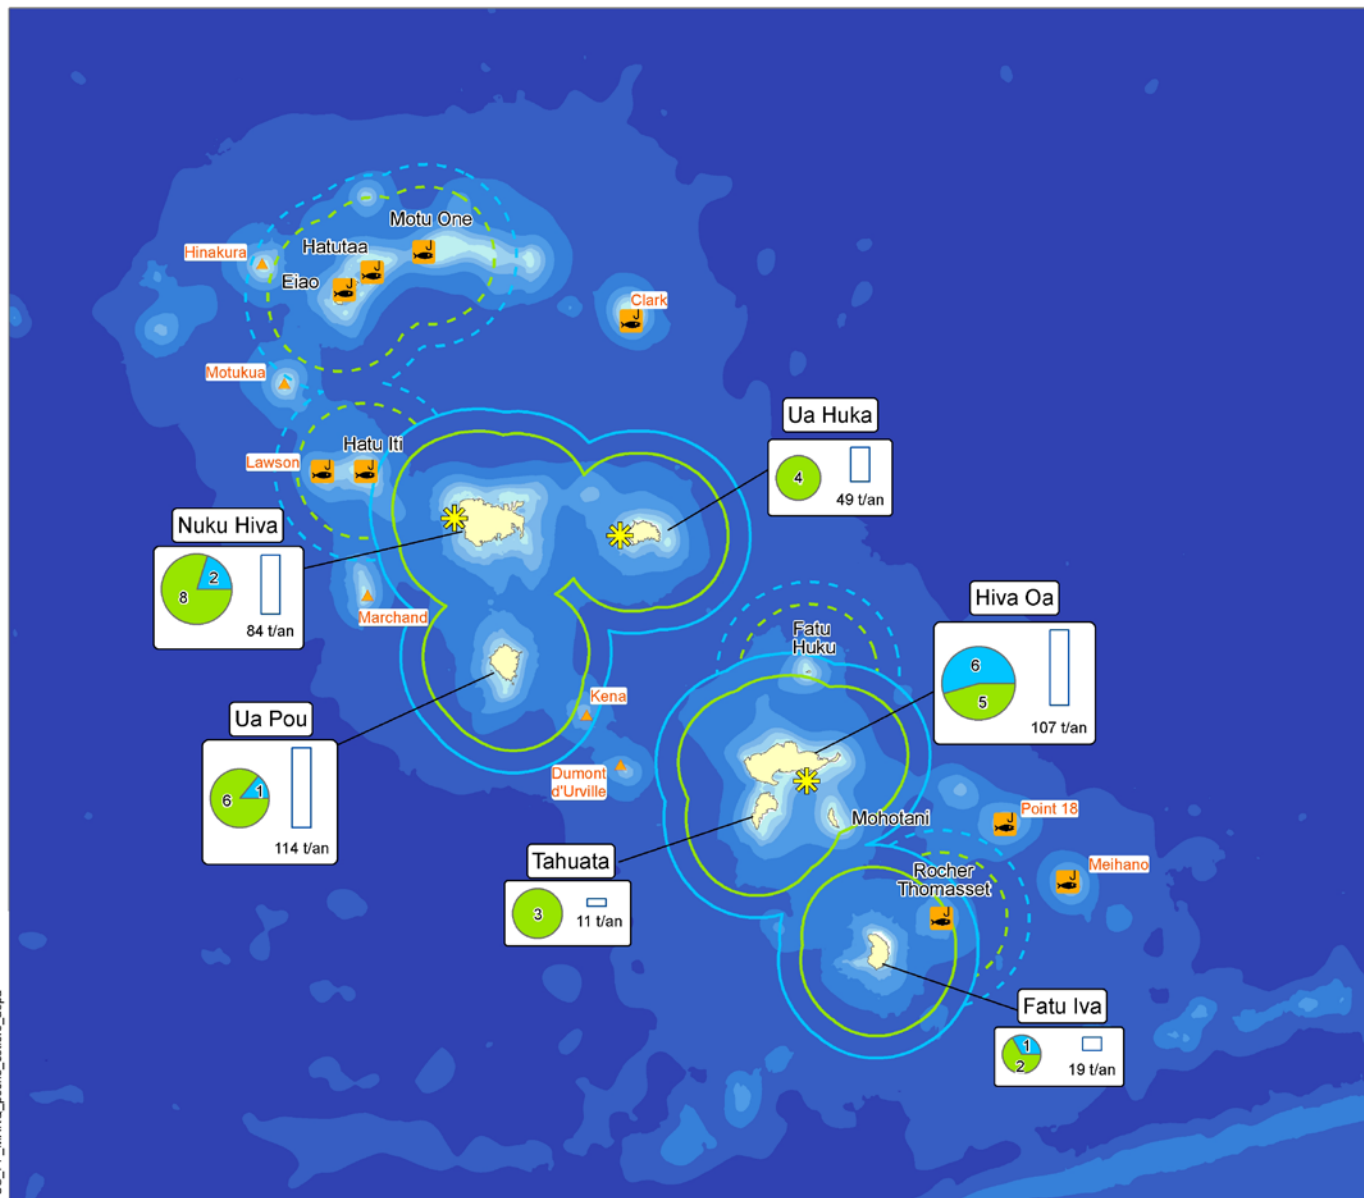 Motu One
Hatutaa
Hinakura
Eiao
Clark
Motukua
Ua Huka
4
49 t/an
Hatu Iti
Lawson
Nuku Hiva
2
8
84 t/an
Marchand
Hiva Oa
6
5
107 t/an
Fatu
Huku
Kena
Ua Pou
6
1
114 t/an
Dumont
d'Urville
Mohotani
Point 18
Tahuata
3
11 t/an
Rocher
Thomasset
Meihano
Fatu Iva
1
2
19 t/an